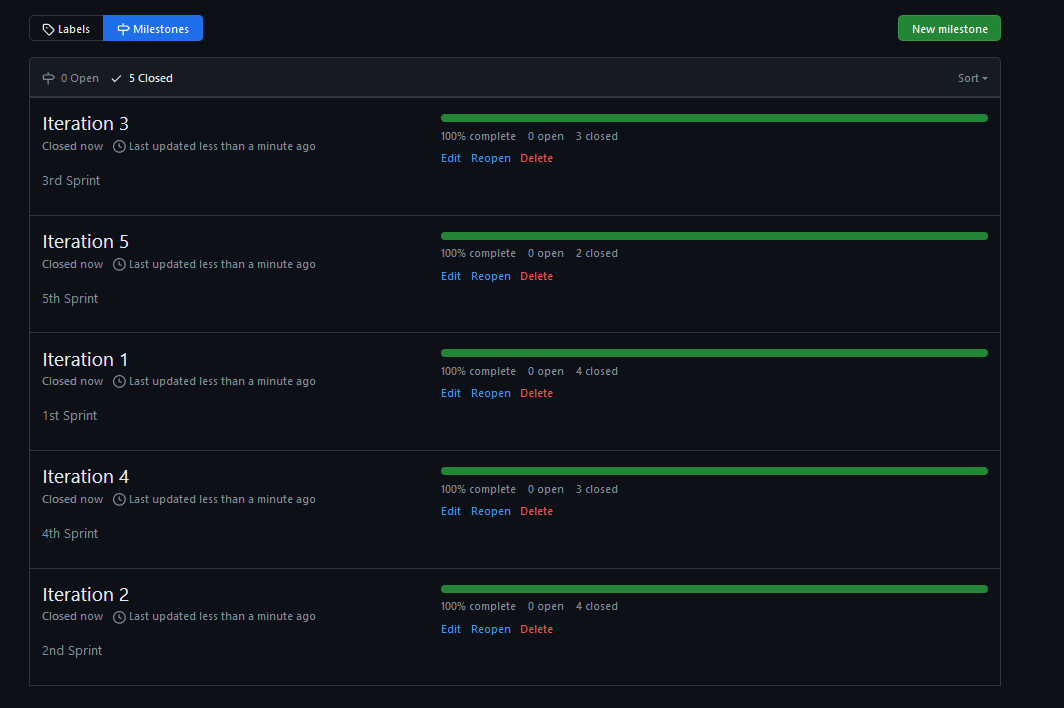 Labels Milestones New milestone
0 Open 5 Closed Sort
Iteration 3
Closed now Last updated less than a minute ago
3rd Sprint
100% complete 0 open 3 closed
Edit Reopen Delete
Iteration 5
Closed now Last updated less than a minute ago
5th Sprint
100% complete 0 open 2 closed
Edit Reopen Delete
Iteration 1
Closed now Last updated less than a minute ago
1st Sprint
100% complete 0 open 4 closed
Edit Reopen Delete
Iteration 4
Closed now Last updated less than a minute ago
4th Sprint
100% complete 0 open 3 closed
Edit Reopen Delete
Iteration 2
Closed now Last updated less than a minute ago
2nd Sprint
100% complete 0 open 4 closed
Edit Reopen Delete